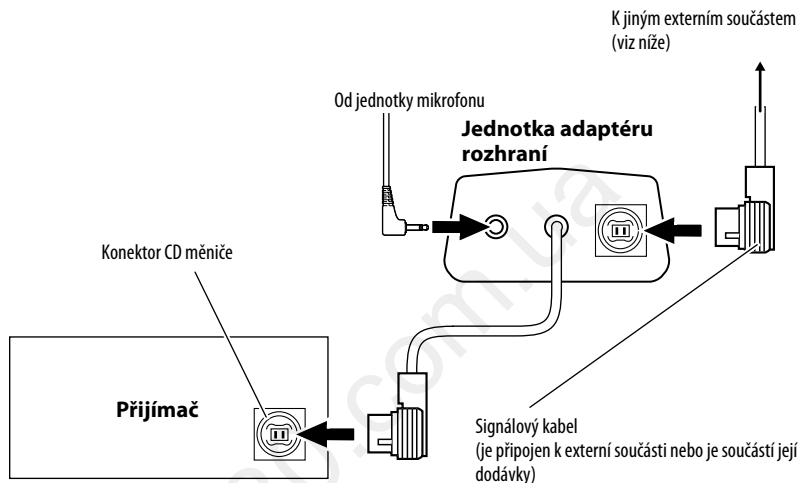 K jiným externím součástem
(viz níže)
Od jednotky mikrofonu
Jednotka adaptéru
rozhraní
Konektor CD měniče
Přijímač
Signálový kabel
(je připojen k externí součásti nebo je součástí její
dodávky)